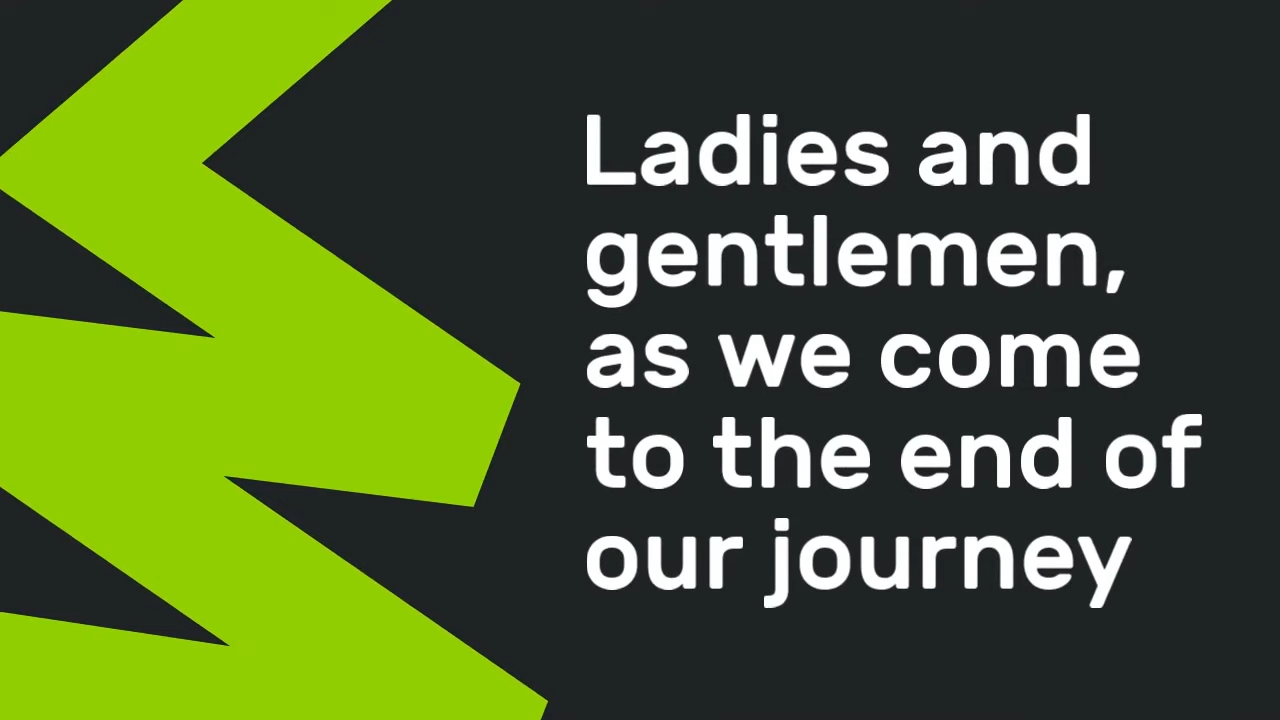 Ladies and
gentlemen,
as we come
to the end of
our journey